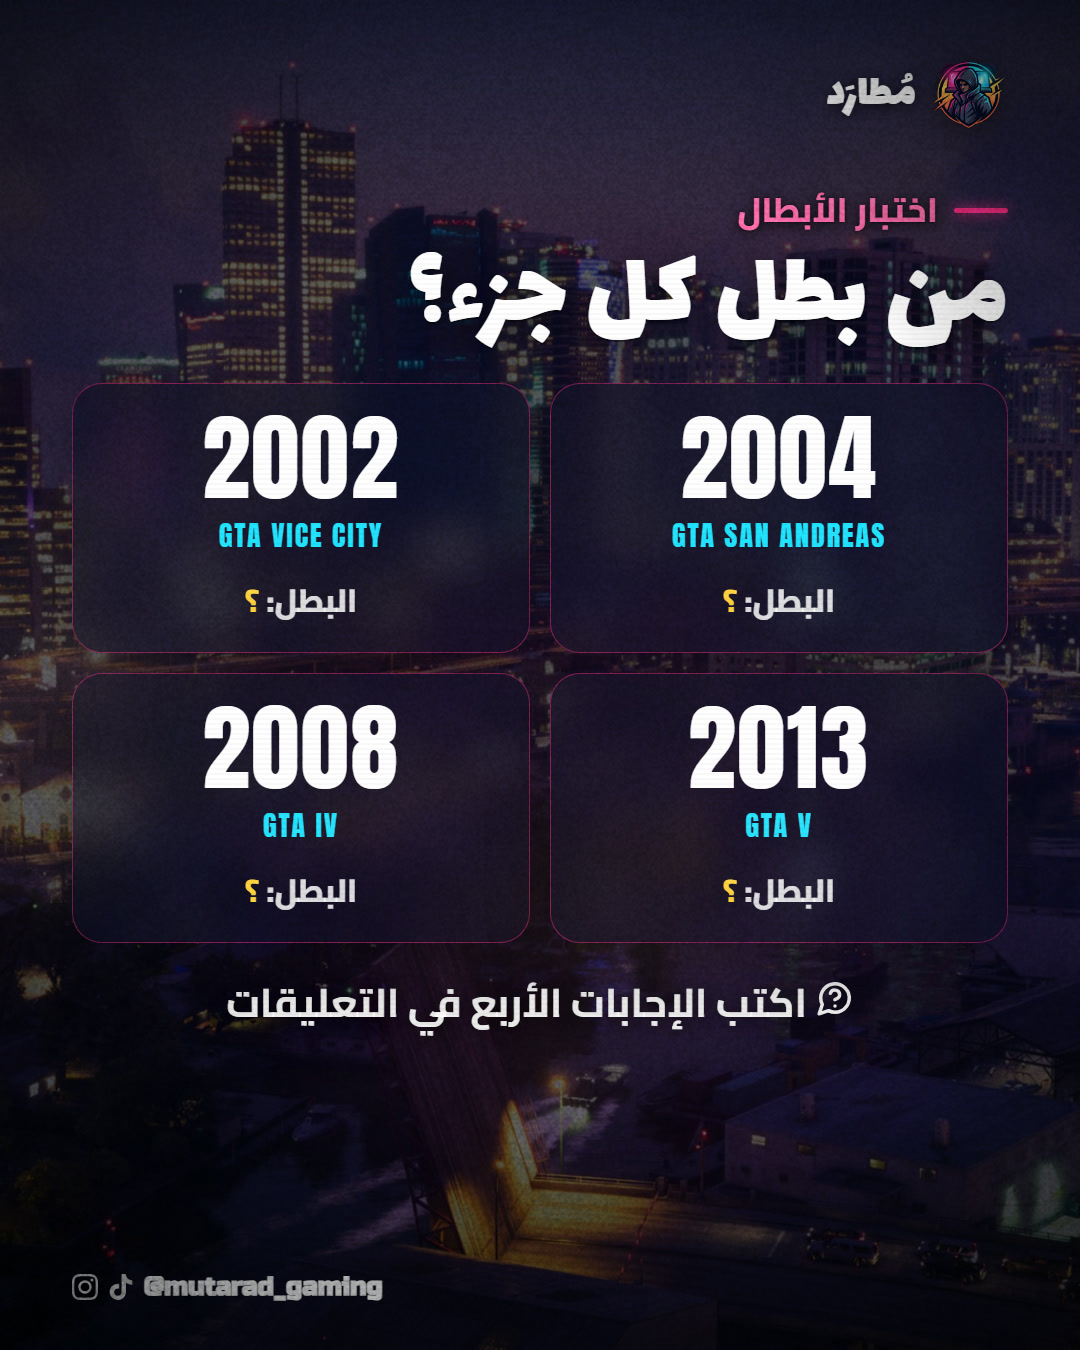 مُطارَد
اختبار الأبطال
من بطل كل جزء؟
2004
GTA SAN ANDREAS
البطل: ؟
2002
GTA VICE CITY
البطل: ؟
2013
GTA V
البطل: ؟
2008
GTA IV
البطل: ؟
اكتب الإجابات الأربع في التعليقات
@mutarad_gaming